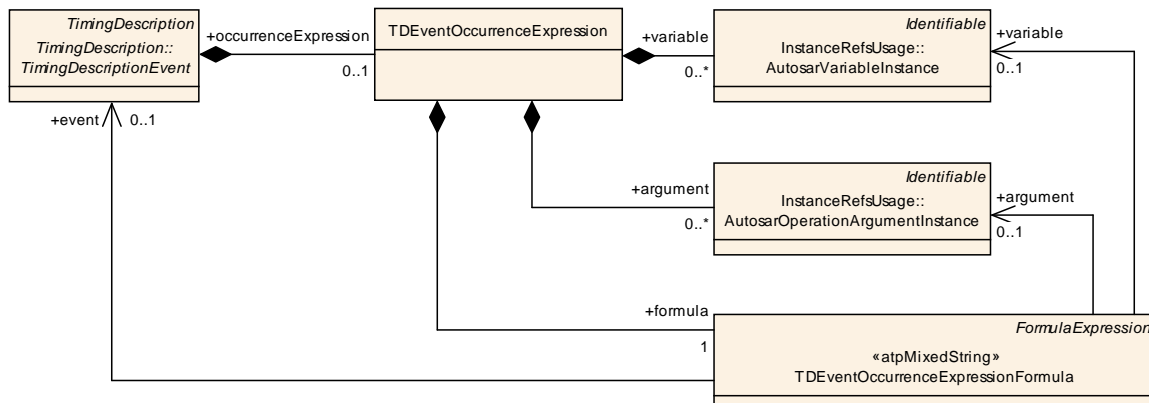 TimingDescription
TimingDescription::
TimingDescriptionEvent
+occurrenceExpression
0..1
TDEventOccurrenceExpression
+variable
0..*
Identifiable
InstanceRefsUsage::
AutosarVariableInstance
+variable
0..1
+event
0..1
+argument
0..*
Identifiable
InstanceRefsUsage::
AutosarOperationArgumentInstance
+argument
0..1
+formula
1
FormulaExpression
«atpMixedString»
TDEventOccurrenceExpressionFormula